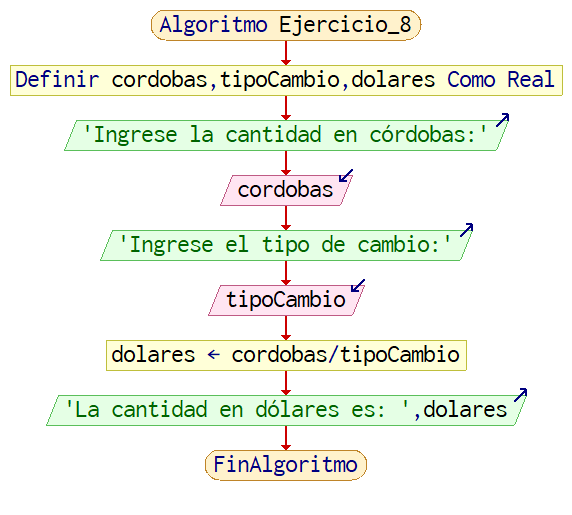 Algoritmo Ejercicio_8
Definir cordobas,tipoCambio,dolares Como Real
'Ingrese la cantidad en córdobas:'
cordobas
'Ingrese el tipo de cambio:'
tipoCambio
dolares ← cordobas/tipoCambio
'La cantidad en dólares es: ',dolares
FinAlgoritmo